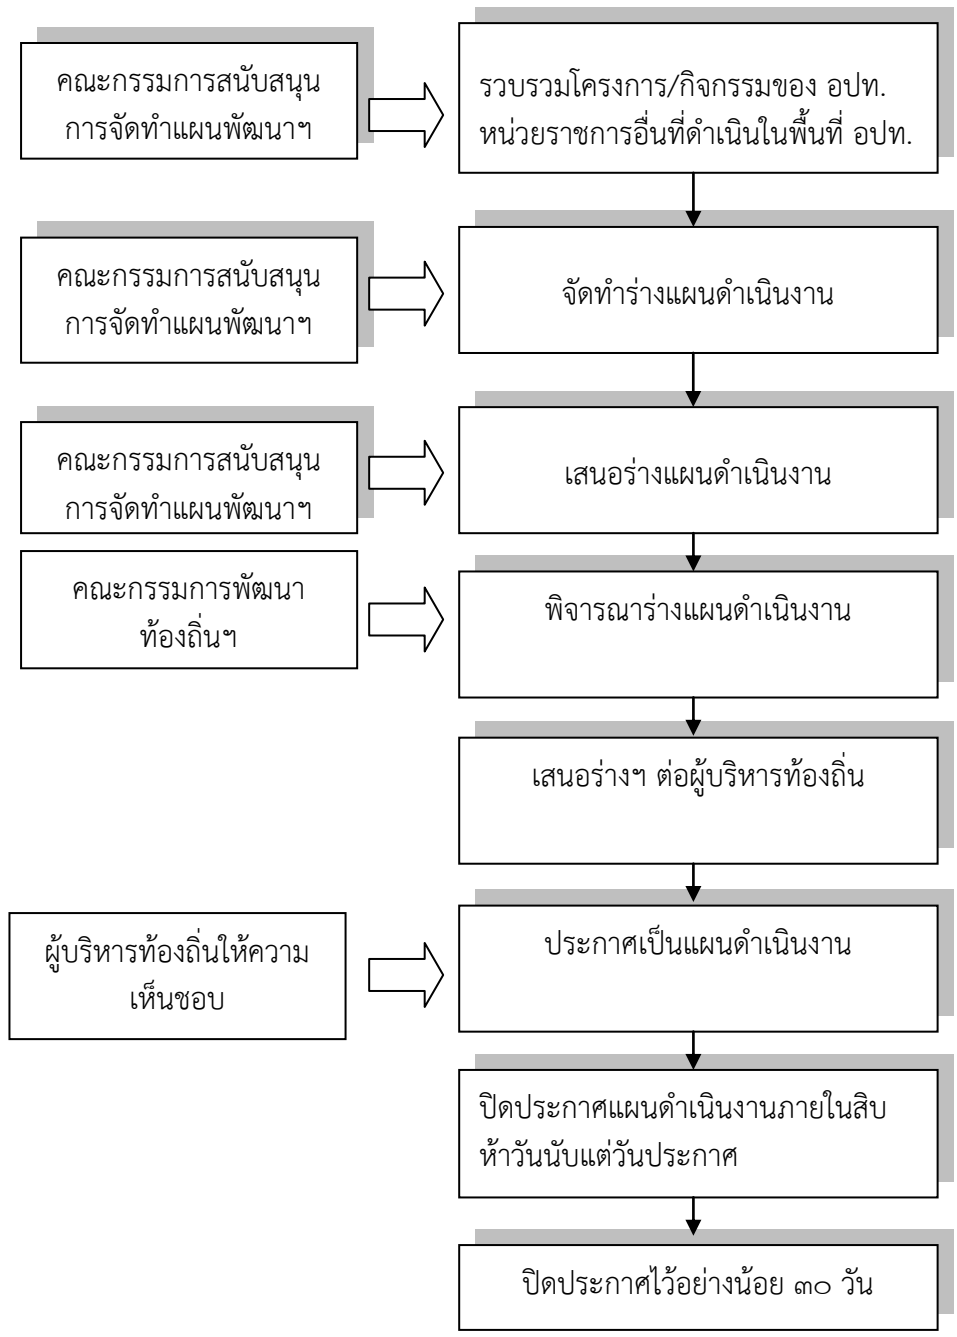 คณะกรรมการสนับสนุน
การจัดทำแผนพัฒนาฯ
รวบรวมโครงการ/กิจกรรมของ อปท.
หน่วยราชการอื่นที่ดำเนินในพื้นที่ อปท.
คณะกรรมการสนับสนุน
การจัดทำแผนพัฒนาฯ
จัดทำร่างแผนดำเนินงาน
คณะกรรมการสนับสนุน
การจัดทำแผนพัฒนาฯ
เสนอร่างแผนดำเนินงาน
คณะกรรมการพัฒนา
ท้องถิ่นฯ
พิจารณาร่างแผนดำเนินงาน
เสนอร่างฯ ต่อผู้บริหารท้องถิ่น
ผู้บริหารท้องถิ่นให้ความ
เห็นชอบ
ประกาศเป็นแผนดำเนินงาน
ปิดประกาศแผนดำเนินงานภายในสิบ
ห้าวันนับแต่วันประกาศ
ปิดประกาศไว้อย่างน้อย ๓๐ วัน